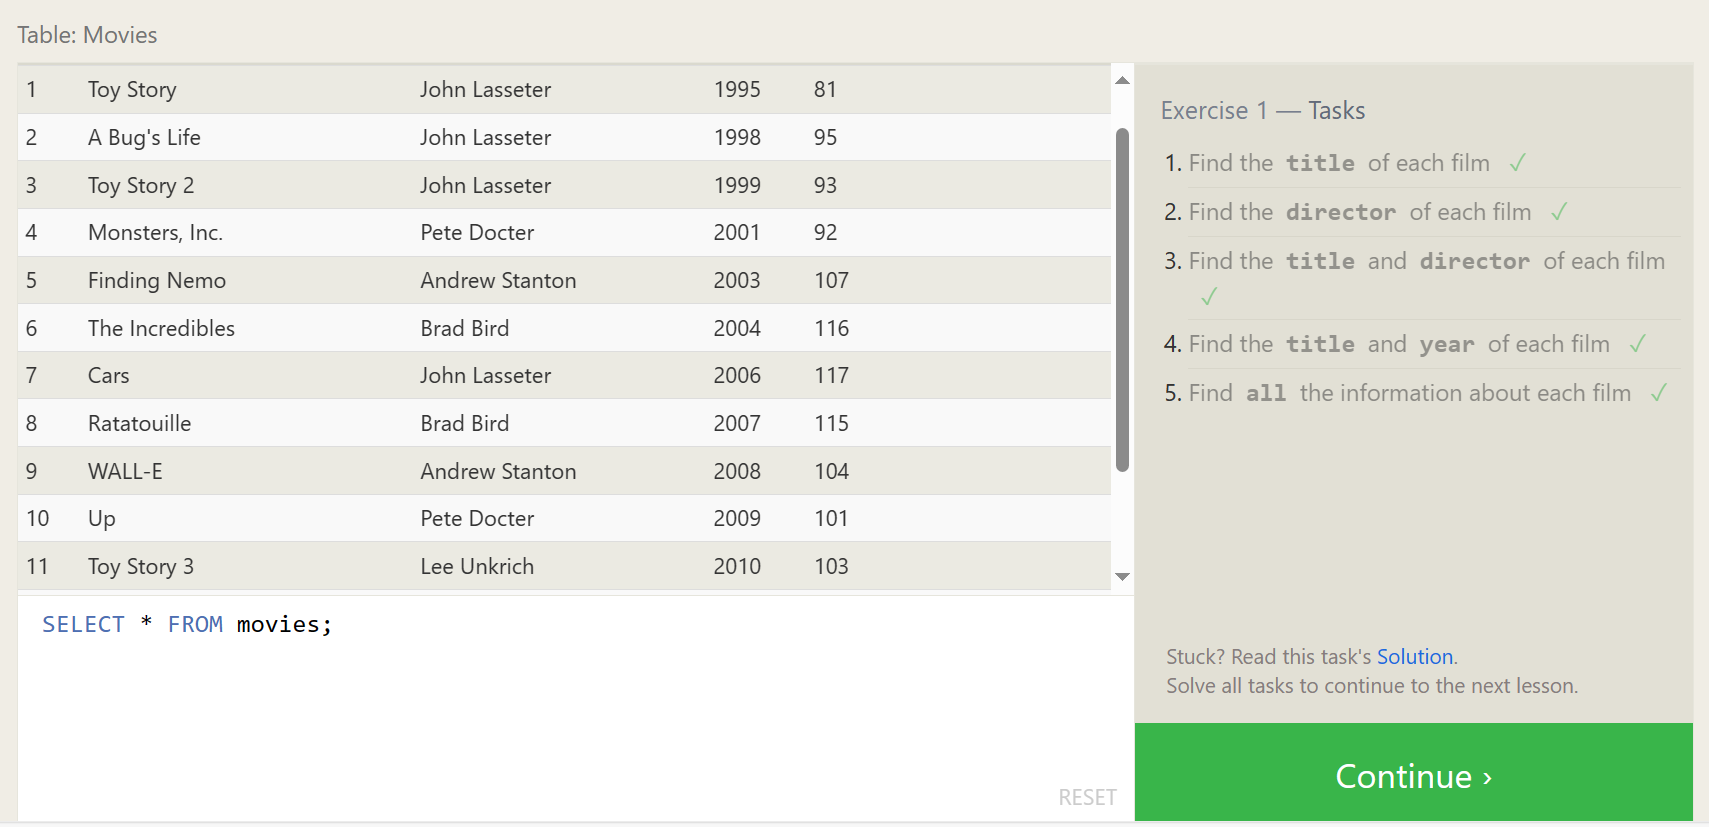 Table: Movies
1 Toy Story John Lasseter 1995 81
2 A Bug's Life John Lasseter 1998 95
3 Toy Story 2 John Lasseter 1999 93
4 Monsters, Inc. Pete Docter 2001 92
5 Finding Nemo Andrew Stanton 2003 107
6 The Incredibles Brad Bird 2004 116
7 Cars John Lasseter 2006 117
8 Ratatouille Brad Bird 2007 115
9 WALL-E Andrew Stanton 2008 104
10 Up Pete Docter 2009 101
11 Toy Story 3 Lee Unkrich 2010 103
SELECT * FROM movies;
RESET
Exercise 1 — Tasks
1. Find the title of each film ✓
2. Find the director of each film ✓
3. Find the title and director of each film
✓
4. Find the title and year of each film ✓
5. Find all the information about each film ✓
Stuck? Read this task's Solution.
Solve all tasks to continue to the next lesson.
Continue ›